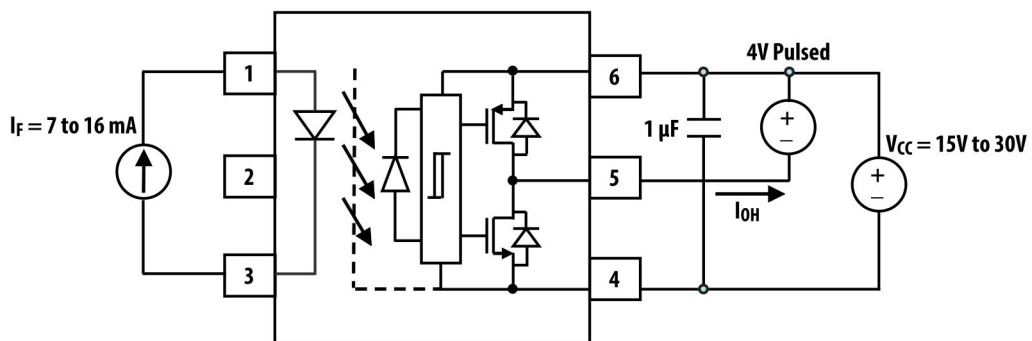 1
6
4V Pulsed
I_F = 7 to 16 mA
1 µF
V_CC = 15V to 30V
+
−
2
5
+
−
I_OH
3
4